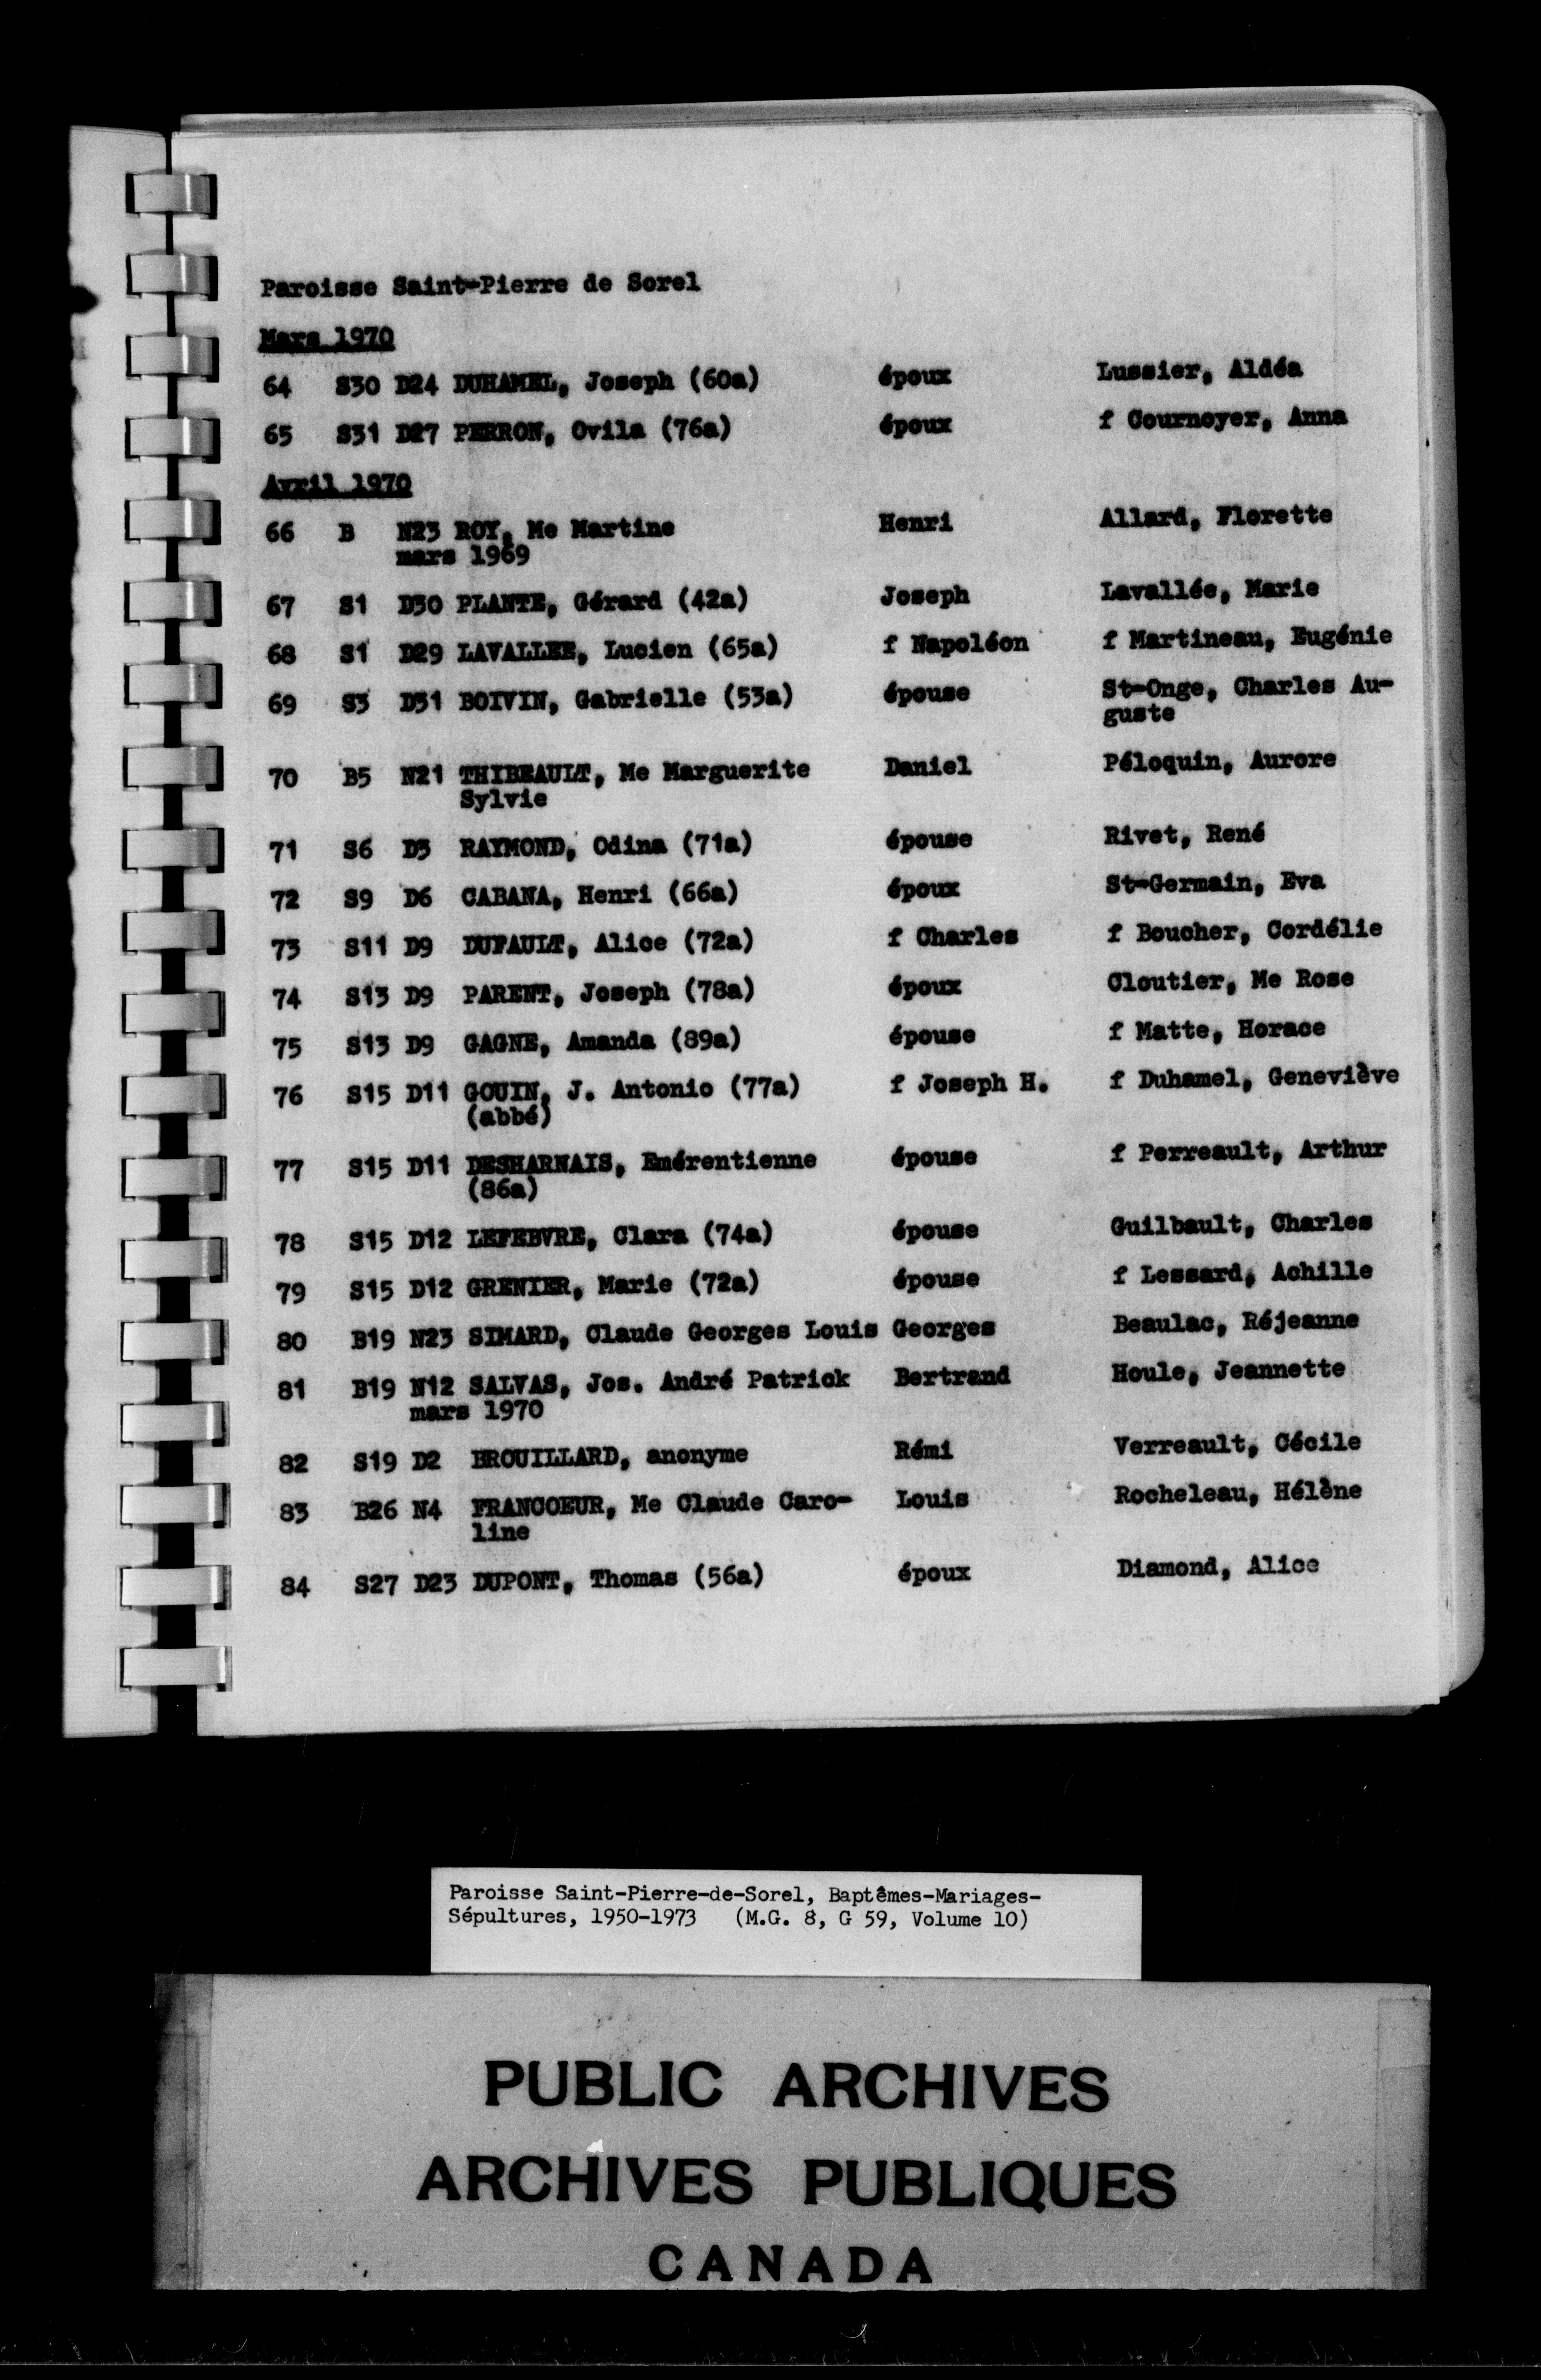 Paroisse Saint-Pierre de Sorel
Mars 1970
64 S30 D24 DUHAMEL, Joseph (60a) époux Lussier, Aldéa
65 S31 D27 PERRON, Ovila (76a) époux f Cournoyer, Anna
Avril 1970
66 B N23 ROY, Me Martine Henri Allard, Florette
mars 1969
67 S1 D30 PLANTE, Gérard (42a) Joseph Lavallée, Marie
68 S1 D29 LAVALLEE, Lucien (65a) f Napoléon f Martineau, Eugénie
69 S3 D31 BOIVIN, Gabrielle (53a) épouse St-Onge, Charles Au-
guste
70 B5 N21 THIBEAULT, Me Marguerite Daniel Péloquin, Aurore
Sylvie
71 S6 D3 RAYMOND, Odina (71a) épouse Rivet, René
72 S9 D6 CABANA, Henri (66a) époux St-Germain, Eva
73 S11 D9 DUFAULT, Alice (72a) f Charles f Boucher, Cordélie
74 S13 D9 PARENT, Joseph (78a) époux Cloutier, Me Rose
75 S13 D9 GAGNE, Amanda (89a) épouse f Matte, Horace
76 S15 D11 GOUIN, J. Antonio (77a) f Joseph H. f Duhamel, Geneviève
(abbé)
77 S15 D11 DESHARNAIS, Emérentienne épouse f Perreault, Arthur
(86a)
78 S15 D12 LEFEBVRE, Clara (74a) épouse Guilbault, Charles
79 S15 D12 GRENIER, Marie (72a) épouse f Lessard, Achille
80 B19 N23 SIMARD, Claude Georges Louis Georges Beaulac, Réjeanne
81 B19 N12 SALVAS, Jos. André Patrick Bertrand Houle, Jeannette
mars 1970
82 S19 D2 BROUILLARD, anonyme Rémi Verreault, Cécile
83 B26 N4 FRANCOEUR, Me Claude Caro- Louis Rocheleau, Hélène
line
84 S27 D23 DUPONT, Thomas (56a) époux Diamond, Alice
Paroisse Saint-Pierre-de-Sorel, Baptêmes-Mariages-
Sépultures, 1950-1973 (M.G. 8, G 59, Volume 10)
PUBLIC ARCHIVES
ARCHIVES PUBLIQUES
CANADA